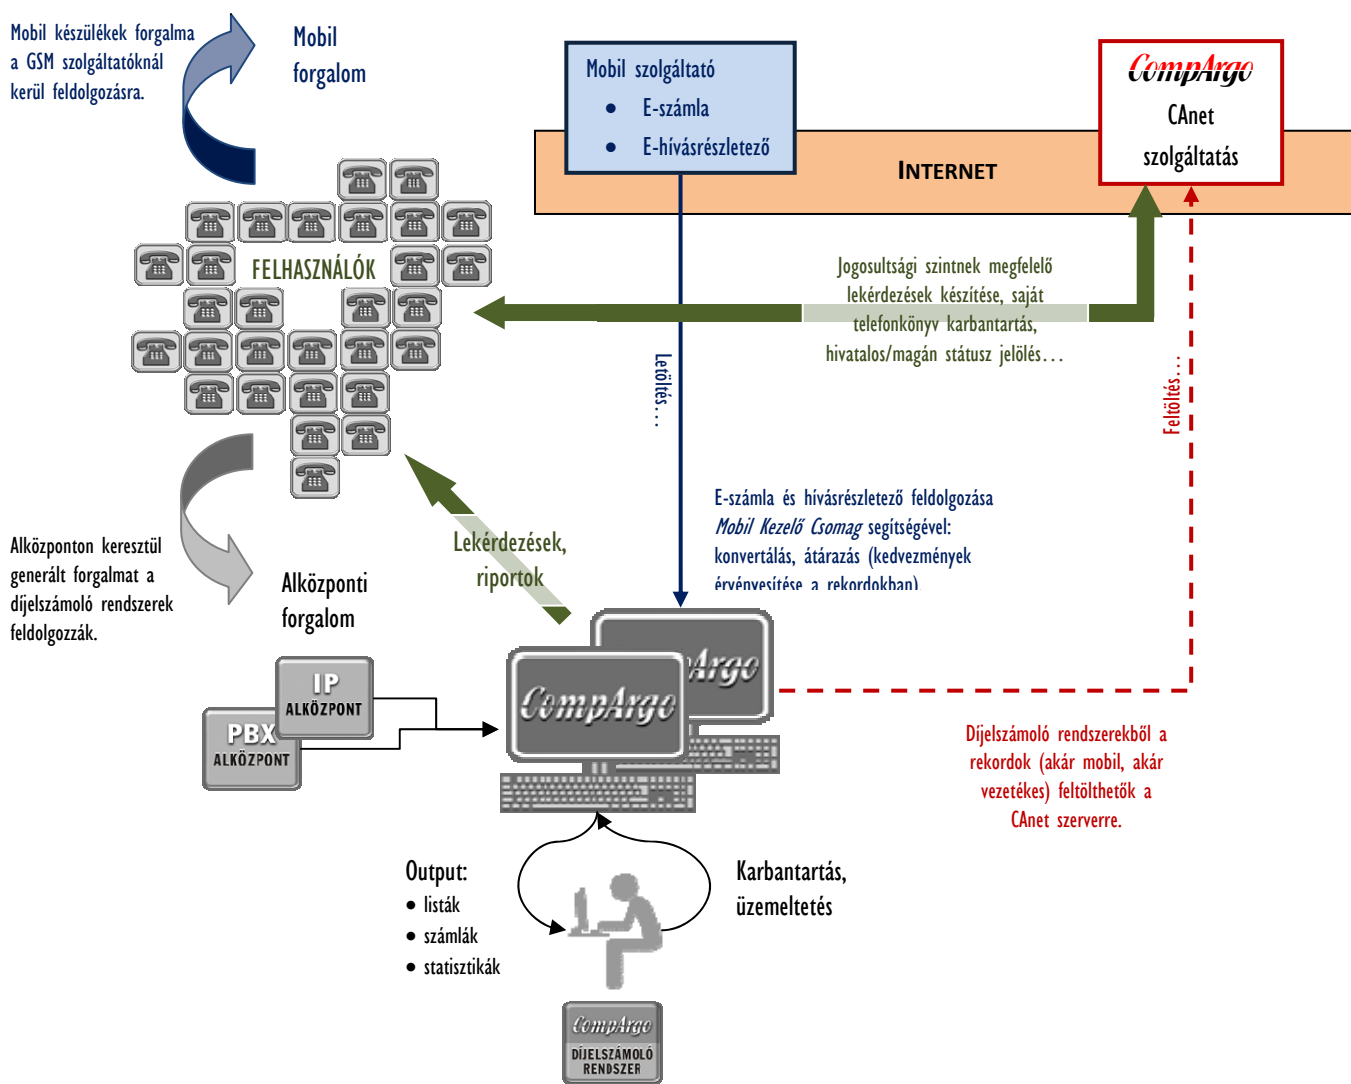 Mobil készülékek forgalma
a GSM szolgáltatóknál
kerül feldolgozásra.
Mobil
forgalom
Mobil szolgáltató
• E-számla
• E-hívásrészletező
INTERNET
CompArgo
CAnet
szolgáltatás
FELHASZNÁLÓK
Jogosultsági szintnek megfelelő
lekérdezések készítése, saját
telefonkönyv karbantartás,
hivatalos/magán státusz jelölés…
Letöltés…
Feltöltés…
E-számla és hívásrészletező feldolgozása
Mobil Kezelő Csomag segítségével:
konvertálás, átárazás (kedvezmények
érvényesítése a rekordokban)
Lekérdezések,
riportok
Alközponton keresztül
generált forgalmat a
díjelszámoló rendszerek
feldolgozzák.
Alközponti
forgalom
IP
ALKÖZPONT
PBX
ALKÖZPONT
CompArgo
CompArgo
Díjelszámoló rendszerekből a
rekordok (akár mobil, akár
vezetékes) feltölthetők a
CAnet szerverre.
Output:
• listák
• számlák
• statisztikák
Karbantartás,
üzemeltetés
CompArgo
DÍJELSZÁMOLÓ
RENDSZER